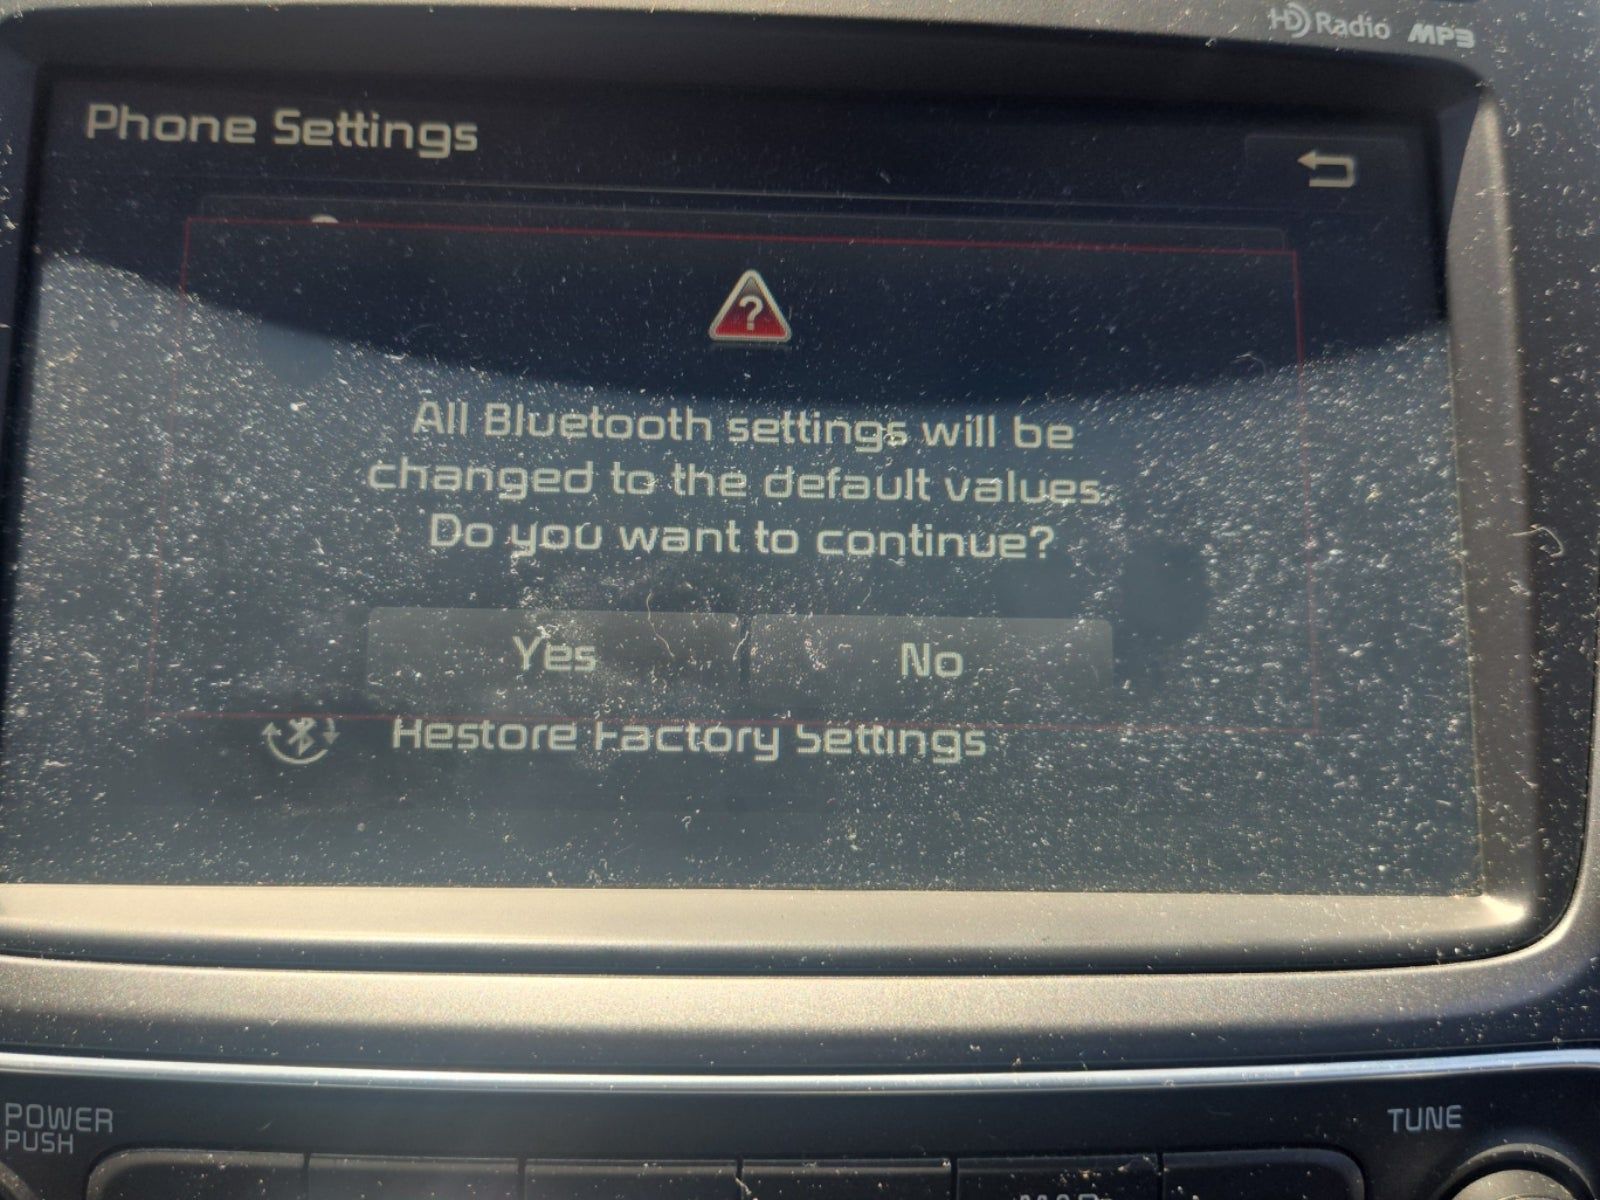 HD Radio MP3
Phone Settings
?
All Bluetooth settings will be
changed to the default values.
Do you want to continue?
Yes No
Restore Factory Settings
POWER
PUSH
TUNE
MAP